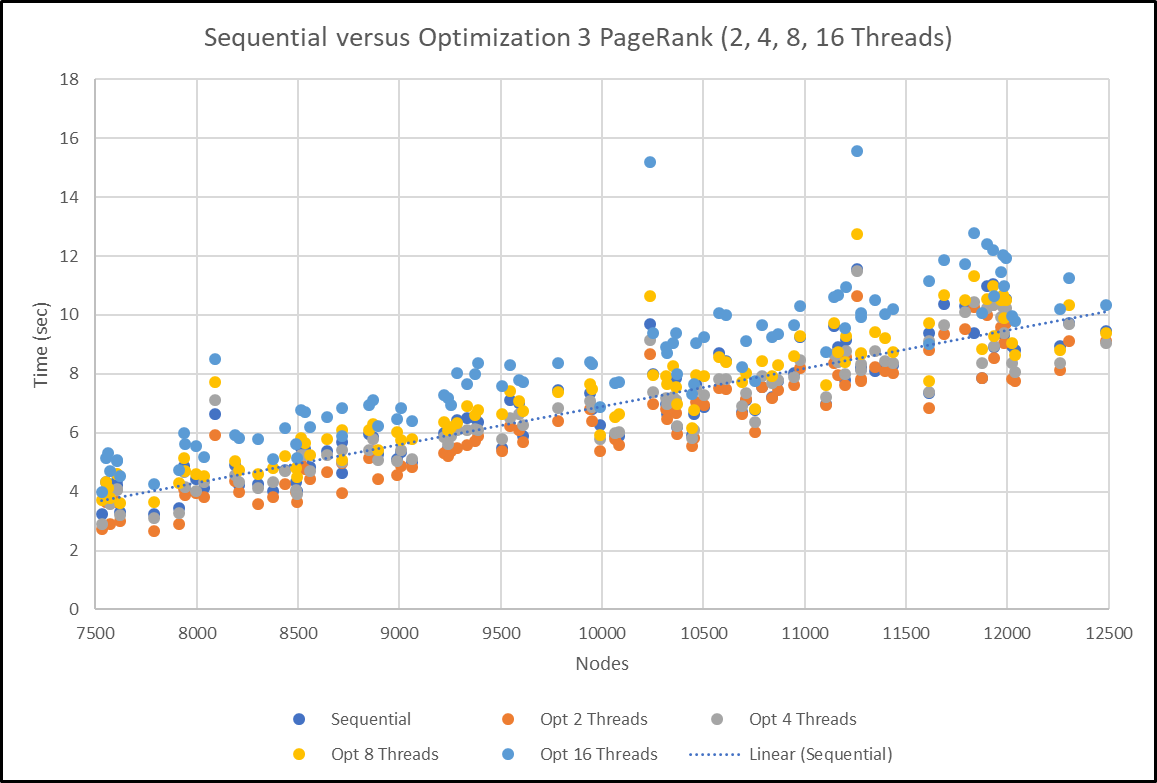 Sequential versus Optimization 3 PageRank (2, 4, 8, 16 Threads)
18
16
14
12
10
8
6
4
2
0
Time (sec)
7500 8000 8500 9000 9500 10000 10500 11000 11500 12000 12500
Nodes
Sequential Opt 2 Threads Opt 4 Threads
Opt 8 Threads Opt 16 Threads Linear (Sequential)